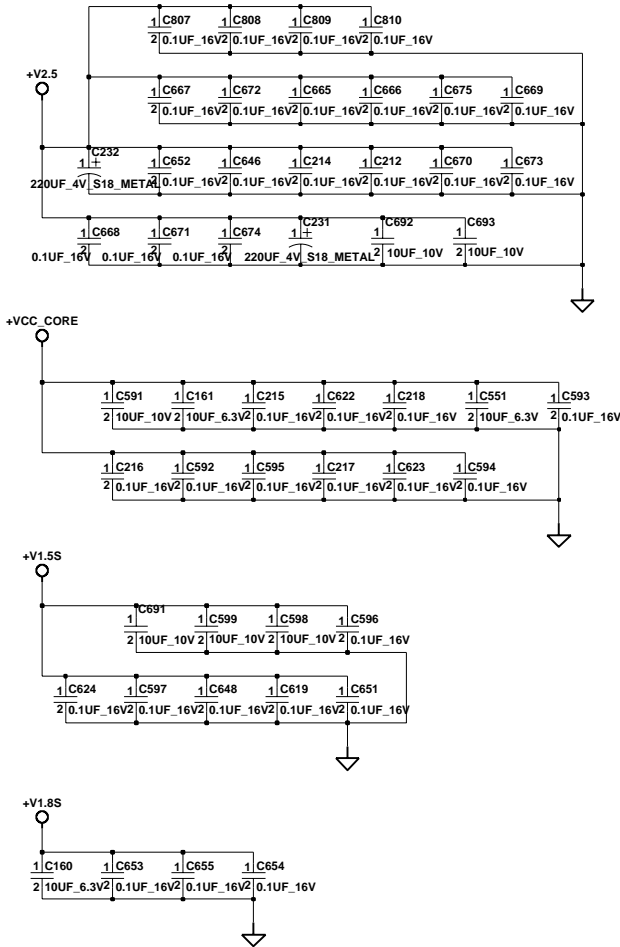 C807 C808 C809 C810
1 1 1 1
2 0.1UF_16V 2 0.1UF_16V 2 0.1UF_16V 2 0.1UF_16V
+V2.5
C667 C672 C665 C666 C675 C669
1 1 1 1 1 1
2 0.1UF_16V 2 0.1UF_16V 2 0.1UF_16V 2 0.1UF_16V 2 0.1UF_16V 2 0.1UF_16V
C232 C652 C646 C214 C212 C670 C673
1 + 1 1 1 1 1 1
220UF_4V_S18_METAL 2 0.1UF_16V 2 0.1UF_16V 2 0.1UF_16V 2 0.1UF_16V 2 0.1UF_16V 2 0.1UF_16V
1 1 1 1 + 1 C692 1 C693
C668 C671 C674 C231
2 2 2 2 10UF_10V 2 10UF_10V
0.1UF_16V 0.1UF_16V 0.1UF_16V 220UF_4V_S18_METAL
+VCC_CORE
1 C591 1 C161 1 C215 1 C622 1 C218 1 C551 1 C593
2 10UF_10V 2 10UF_6.3V 2 0.1UF_16V 2 0.1UF_16V 2 0.1UF_16V 2 10UF_6.3V 2 0.1UF_16V
1 C216 1 C592 1 C595 1 C217 1 C623 1 C594
2 0.1UF_16V 2 0.1UF_16V 2 0.1UF_16V 2 0.1UF_16V 2 0.1UF_16V 2 0.1UF_16V
+V1.5S
C691
1 1 C599 1 C598 1 C596
2 10UF_10V 2 10UF_10V 2 10UF_10V 2 0.1UF_16V
1 C624 1 C597 1 C648 1 C619 1 C651
2 0.1UF_16V 2 0.1UF_16V 2 0.1UF_16V 2 0.1UF_16V 2 0.1UF_16V
+V1.8S
1 C160 1 C653 1 C655 1 C654
2 10UF_6.3V 2 0.1UF_16V 2 0.1UF_16V 2 0.1UF_16V